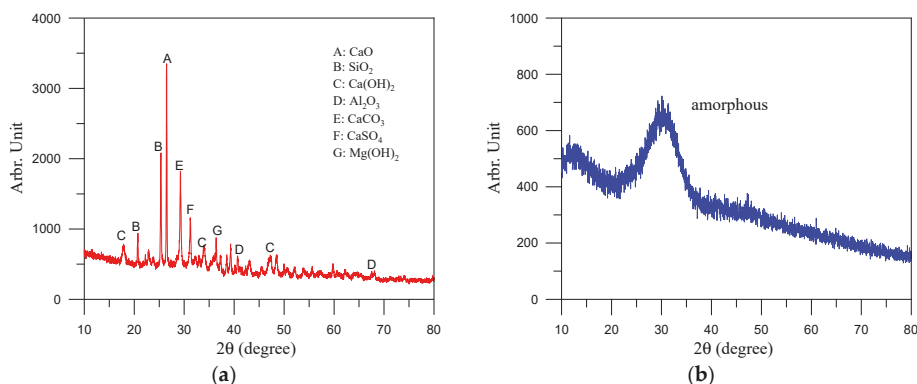 4000
3000
2000
1000
0
Arbr. Unit
A: CaO
B: SiO₂
C: Ca(OH)₂
D: Al₂O₃
E: CaCO₃
F: CaSO₄
G: Mg(OH)₂
A
B
E
F
B
C
C
G
D
C
D
10 20 30 40 50 60 70 80
2θ (degree)
(a)
1000
800
600
400
200
0
Arbr. Unit
amorphous
10 20 30 40 50 60 70 80
2θ (degree)
(b)